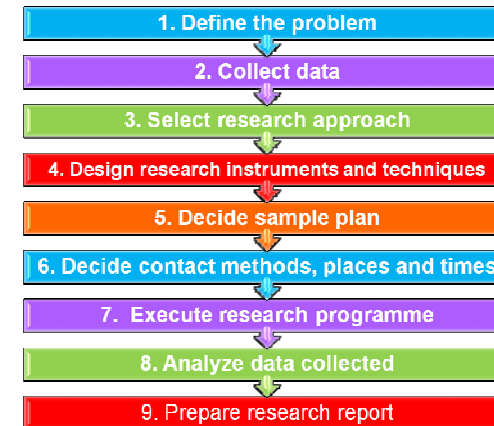 1. Define the problem
2. Collect data
3. Select research approach
4. Design research instruments and techniques
5. Decide sample plan
6. Decide contact methods, places and times
7. Execute research programme
8. Analyze data collected
9. Prepare research report